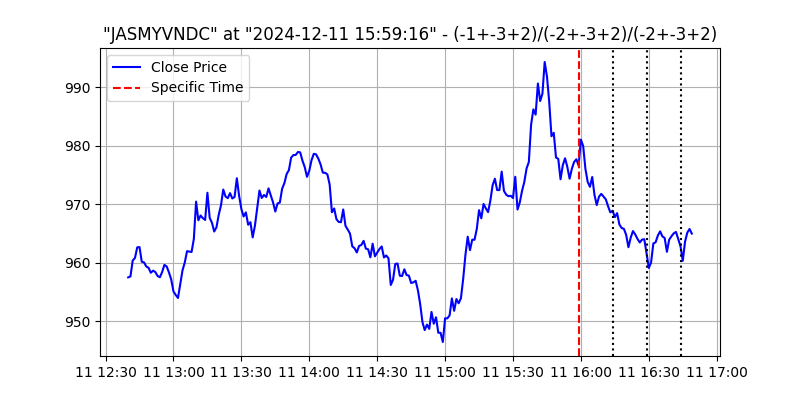 "JASMYVNDC" at "2024-12-11 15:59:16" - (-1+-3+2)/(-2+-3+2)/(-2+-3+2)
Close Price
Specific Time
990
980
970
960
950
11 12:30 11 13:00 11 13:30 11 14:00 11 14:30 11 15:00 11 15:30 11 16:00 11 16:30 11 17:00